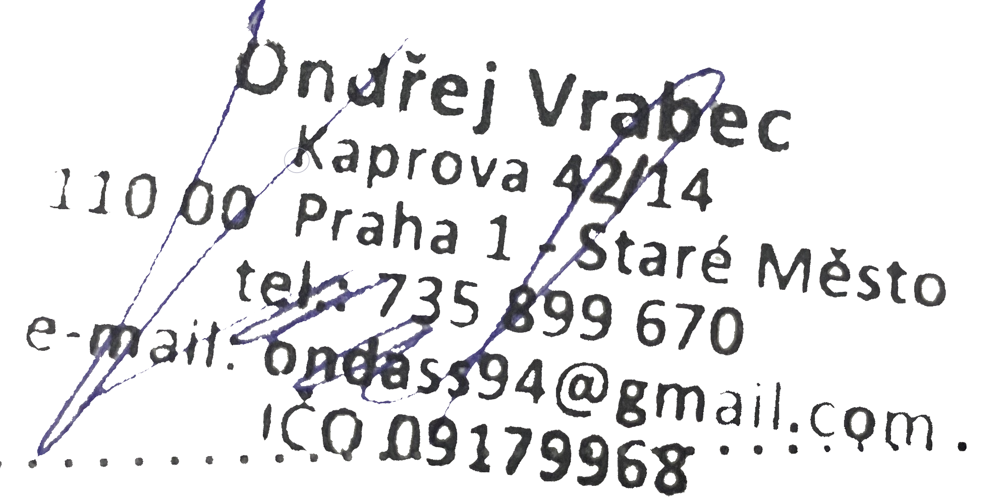 Ondřej Vrabec
Kaprova 42/14
110 00 Praha 1 - Staré Město
tel.: 735 899 670
e-mail: ondass94@gmail.com
IČO 09179968